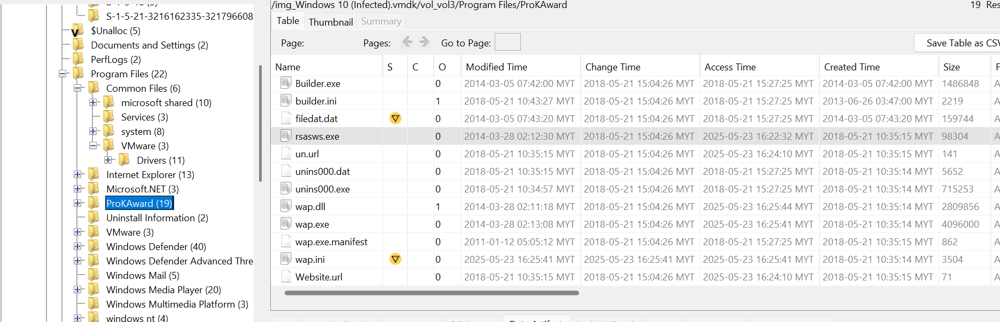 S-1-5-21-3216162335-321796608
$Unalloc (5)
Documents and Settings (2)
PerfLogs (2)
Program Files (22)
Common Files (6)
microsoft shared (10)
Services (3)
system (8)
VMware (3)
Drivers (11)
Internet Explorer (13)
Microsoft.NET (3)
ProKAward (19)
Uninstall Information (2)
VMware (3)
Windows Defender (40)
Windows Defender Advanced Thre
Windows Mail (5)
Windows Media Player (20)
Windows Multimedia Platform (3)
windows nt (4)
/img_Windows 10 (Infected).vmdk/vol_vol3/Program Files/ProKAward 19 Res
Table Thumbnail Summary
Page: Pages: Go to Page: Save Table as CSV
Name S C O Modified Time Change Time Access Time Created Time Size F
Builder.exe 0 2014-03-05 07:42:00 MYT 2018-05-21 15:04:26 MYT 2018-05-21 15:27:25 MYT 2014-03-05 07:42:00 MYT 1486848 A
builder.ini 1 2018-05-21 10:43:27 MYT 2018-05-21 15:04:26 MYT 2018-05-21 15:27:25 MYT 2013-06-26 03:47:00 MYT 2219 A
filedat.dat 0 2014-03-05 07:43:20 MYT 2018-05-21 15:04:26 MYT 2018-05-21 15:27:25 MYT 2014-03-05 07:43:20 MYT 159744 A
rsasws.exe 0 2014-03-28 02:12:30 MYT 2018-05-21 15:04:26 MYT 2025-05-23 16:22:32 MYT 2018-05-21 10:35:15 MYT 98304 A
un.url 0 2018-05-21 10:35:15 MYT 2018-05-21 15:04:26 MYT 2025-05-23 16:24:10 MYT 2018-05-21 10:35:15 MYT 141 A
unins000.dat 0 2018-05-21 10:35:15 MYT 2018-05-21 15:04:26 MYT 2018-05-21 15:27:25 MYT 2018-05-21 10:35:14 MYT 5652 A
unins000.exe 0 2018-05-21 10:34:57 MYT 2018-05-21 15:04:26 MYT 2018-05-21 15:27:25 MYT 2018-05-21 10:35:14 MYT 715253 A
wap.dll 1 2014-03-28 02:11:18 MYT 2018-05-21 15:04:26 MYT 2025-05-23 16:25:44 MYT 2018-05-21 10:35:14 MYT 2809856 A
wap.exe 0 2014-03-28 02:13:08 MYT 2018-05-21 15:04:26 MYT 2025-05-23 16:25:41 MYT 2018-05-21 10:35:14 MYT 4096000 A
wap.exe.manifest 0 2011-01-12 05:05:12 MYT 2018-05-21 15:04:26 MYT 2018-05-21 15:27:25 MYT 2018-05-21 10:35:14 MYT 862 A
wap.ini 0 2025-05-23 16:25:41 MYT 2025-05-23 16:25:41 MYT 2025-05-23 16:25:41 MYT 2018-05-21 10:35:14 MYT 3504 A
Website.url 0 2018-05-21 10:35:15 MYT 2018-05-21 15:04:26 MYT 2025-05-23 16:24:10 MYT 2018-05-21 10:35:15 MYT 71 A